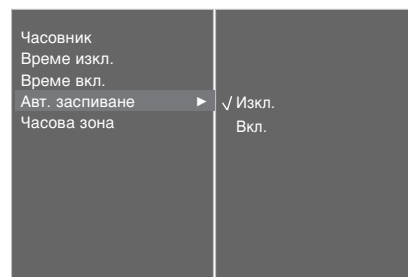 Часовник
Време изкл.
Време вкл.
Авт. заспиване ► √ Изкл.
Вкл.
Часова зона